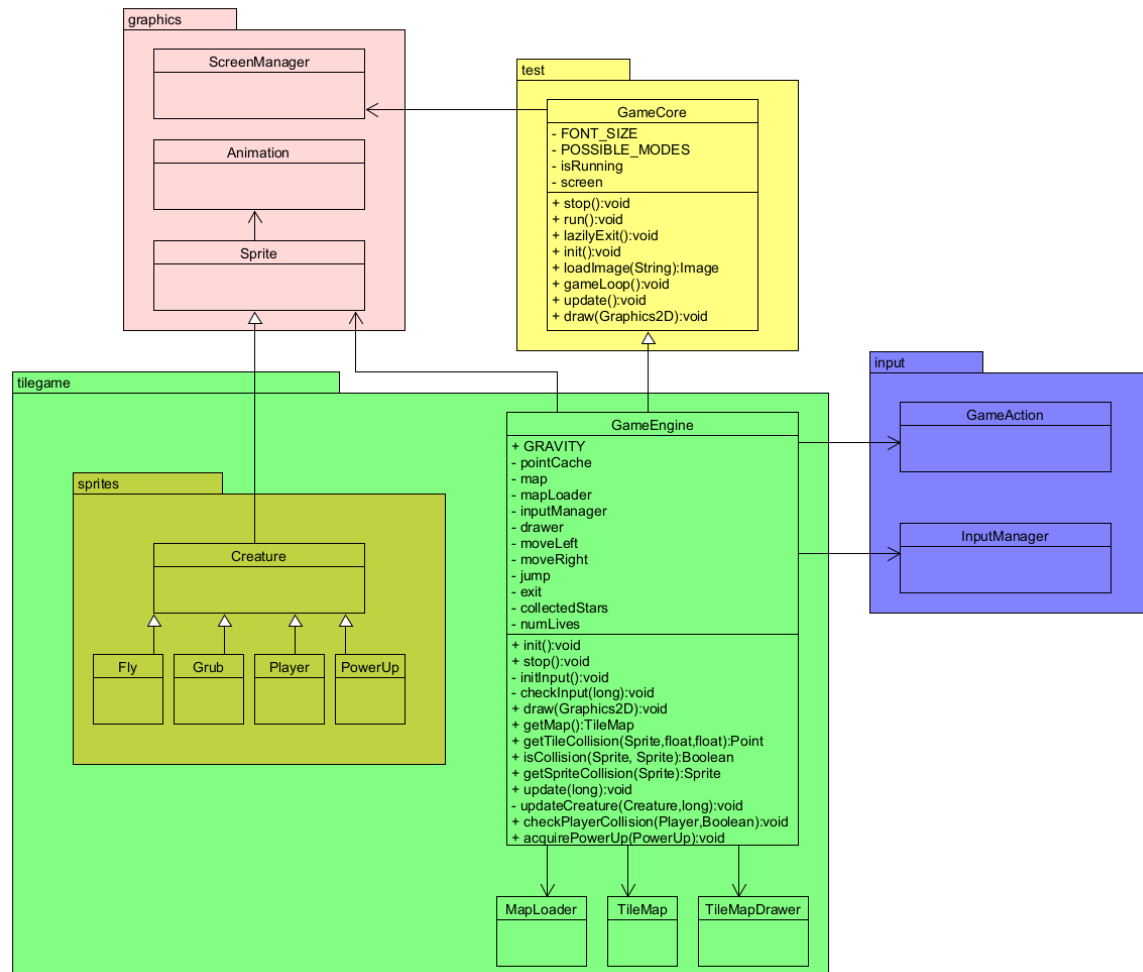 graphics
ScreenManager
Animation
Sprite
test
GameCore
- FONT_SIZE
- POSSIBLE_MODES
- isRunning
- screen
+ stop():void
+ run():void
+ lazilyExit():void
+ init():void
+ loadImage(String):Image
+ gameLoop():void
+ update():void
+ draw(Graphics2D):void
input
GameAction
InputManager
tilegame
sprites
Creature
Fly
Grub
Player
PowerUp
GameEngine
+ GRAVITY
- pointCache
- map
- mapLoader
- inputManager
- drawer
- moveLeft
- moveRight
- jump
- exit
- collectedStars
- numLives
+ init():void
+ stop():void
- initInput():void
- checkInput(long):void
+ draw(Graphics2D):void
+ getMap():TileMap
+ getTileCollision(Sprite,float,float):Point
+ isCollision(Sprite, Sprite):Boolean
+ getSpriteCollision(Sprite):Sprite
+ update(long):void
- updateCreature(Creature,long):void
+ checkPlayerCollision(Player,Boolean):void
+ acquirePowerUp(PowerUp):void
MapLoader
TileMap
TileMapDrawer